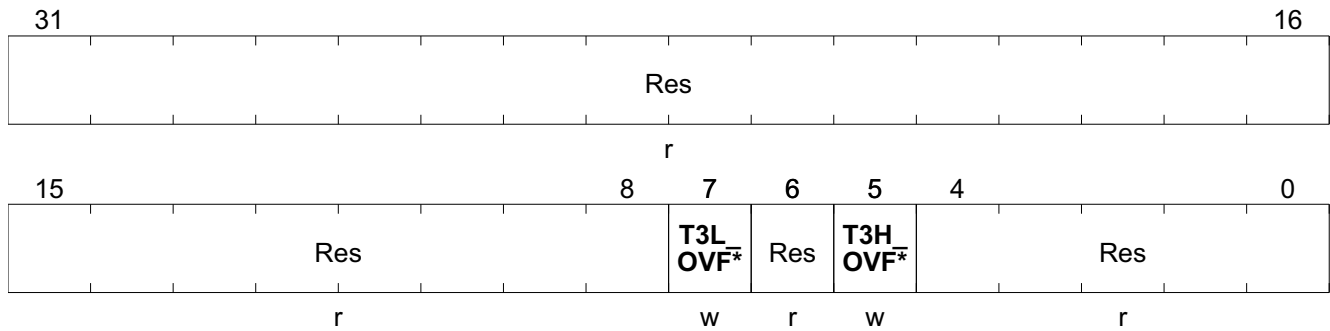 31 16
Res
r
15 8 7 6 5 4 0
Res T3L_ OVF* Res T3H_ OVF* Res
r w r w r